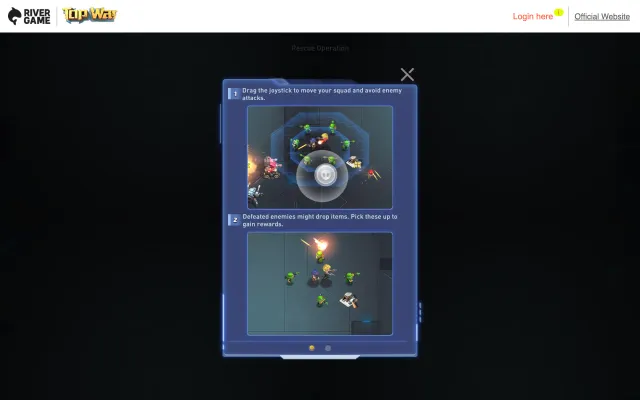 RIVER
GAME
Top War
Login here
!
Official Website
Rescue Operation
1
Drag the joystick to move your squad and avoid enemy
attacks.
2
Defeated enemies might drop items. Pick these up to
gain rewards.